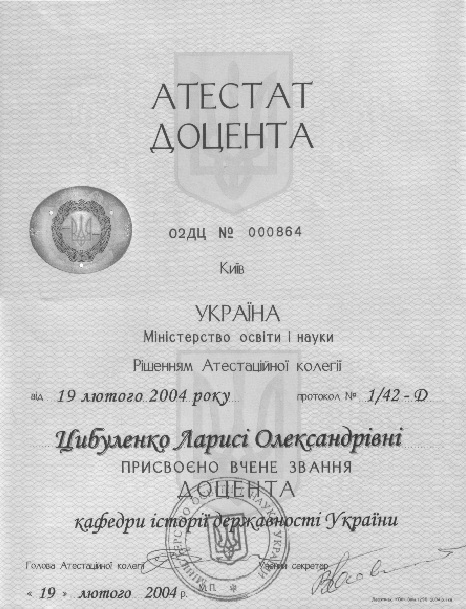 АТЕСТАТ
ДОЦЕНТА
02ДЦ № 000864
Київ
УКРАЇНА
Міністерство освіти і науки
Рішенням Атестаційної колегії
від 19 лютого 2004 року протокол № 1/42-D
Цибуленко Ларисі Олександрівні
ПРИСВОЄНО ВЧЕНЕ ЗВАННЯ
ДОЦЕНТА
кафедри історії державності України
Голова Атестаційної колегії Учений секретар
« 19 » лютого 2004 р.